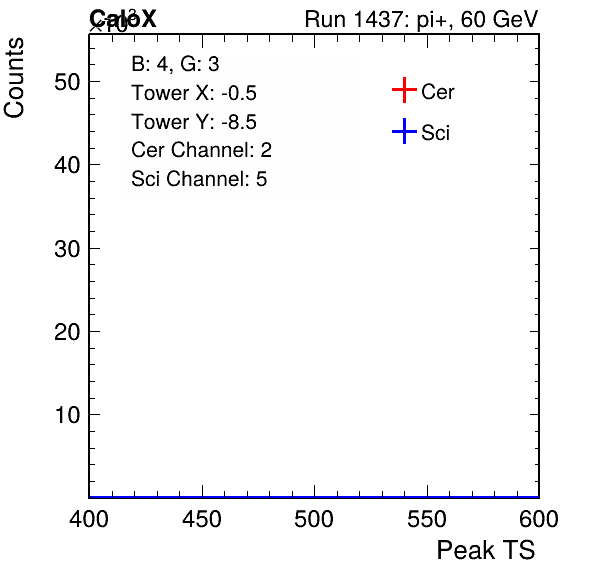 CaloX Run 1437: pi+, 60 GeV
×10³
Counts
B: 4, G: 3
Tower X: -0.5
Tower Y: -8.5
Cer Channel: 2
Sci Channel: 5
Cer
Sci
50
40
30
20
10
400 450 500 550 600
Peak TS